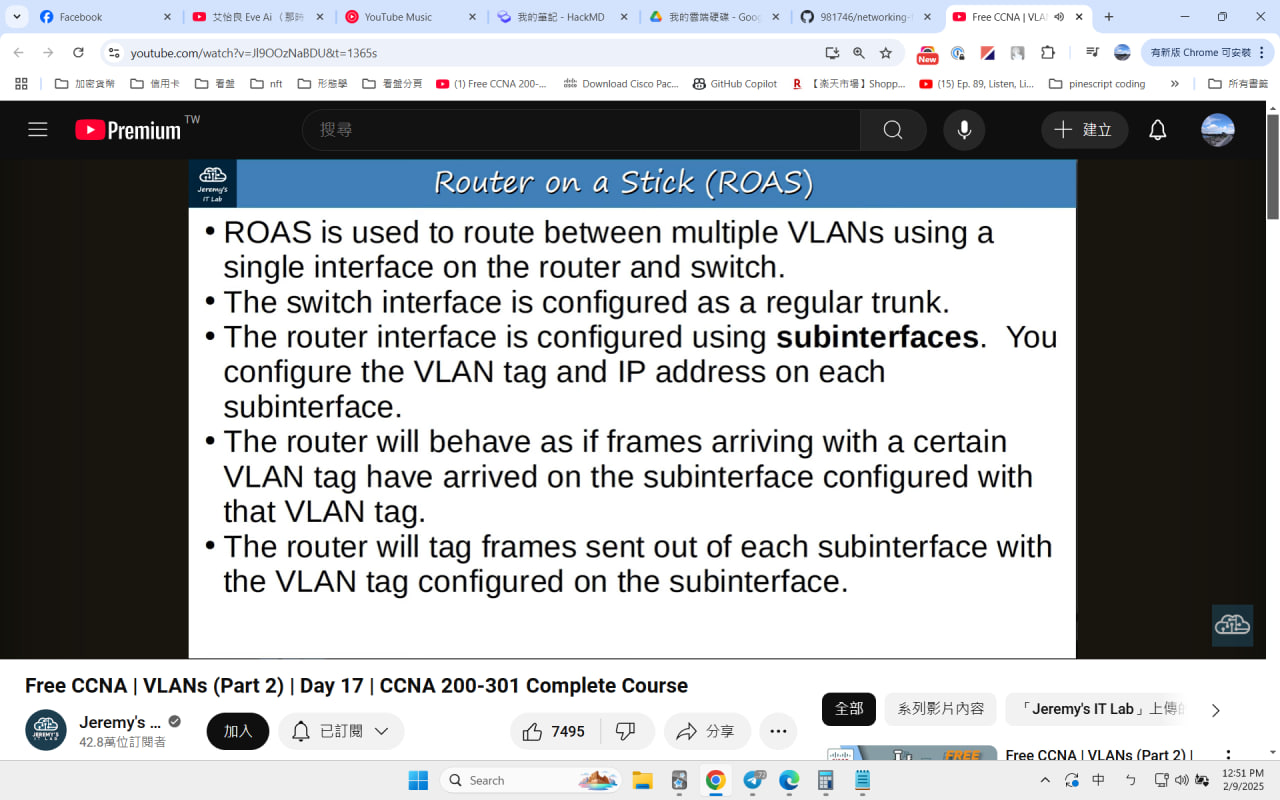 Facebook
艾怡良 Eve Ai （那時
YouTube Music
我的筆記 - HackMD
我的雲端硬碟 - Goog
981746/networking-
Free CCNA | VLA
youtube.com/watch?v=Jl9OOzNaBDU&t=1365s
New
有新版 Chrome 可安裝
加密貨幣
信用卡
看盤
nft
形態學
看盤分頁
(1) Free CCNA 200-...
Download Cisco Pac...
GitHub Copilot
【楽天市場】Shopp...
(15) Ep. 89, Listen, Li...
pinescript coding
所有書籤
Premium TW
搜尋
建立
Jeremy's
IT Lab
Router on a Stick (ROAS)
• ROAS is used to route between multiple VLANs using a
single interface on the router and switch.
• The switch interface is configured as a regular trunk.
• The router interface is configured using subinterfaces. You
configure the VLAN tag and IP address on each
subinterface.
• The router will behave as if frames arriving with a certain
VLAN tag have arrived on the subinterface configured with
that VLAN tag.
• The router will tag frames sent out of each subinterface with
the VLAN tag configured on the subinterface.
Free CCNA | VLANs (Part 2) | Day 17 | CCNA 200-301 Complete Course
Jeremy's ...
42.8萬位訂閱者
加入
已訂閱
7495
分享
全部
系列影片內容
「Jeremy's IT Lab」上傳的
FREE
Free CCNA | VLANs (Part 2) |
Search
72
中
12:51 PM
2/9/2025